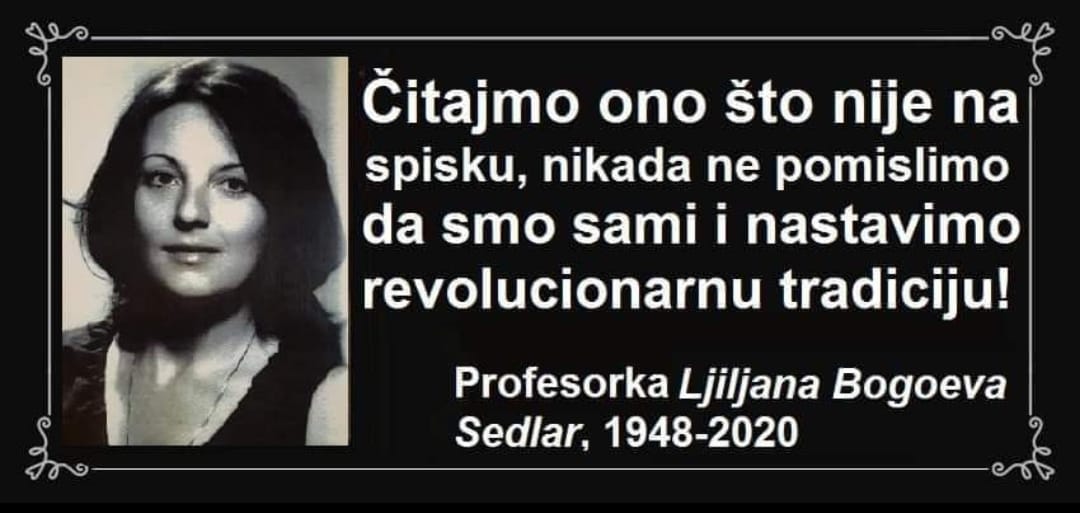 Čitajmo ono što nije na
spisku, nikada ne pomislimo
da smo sami i nastavimo
revolucionarnu tradiciju!
Profesorka Ljiljana Bogoeva
Sedlar, 1948-2020